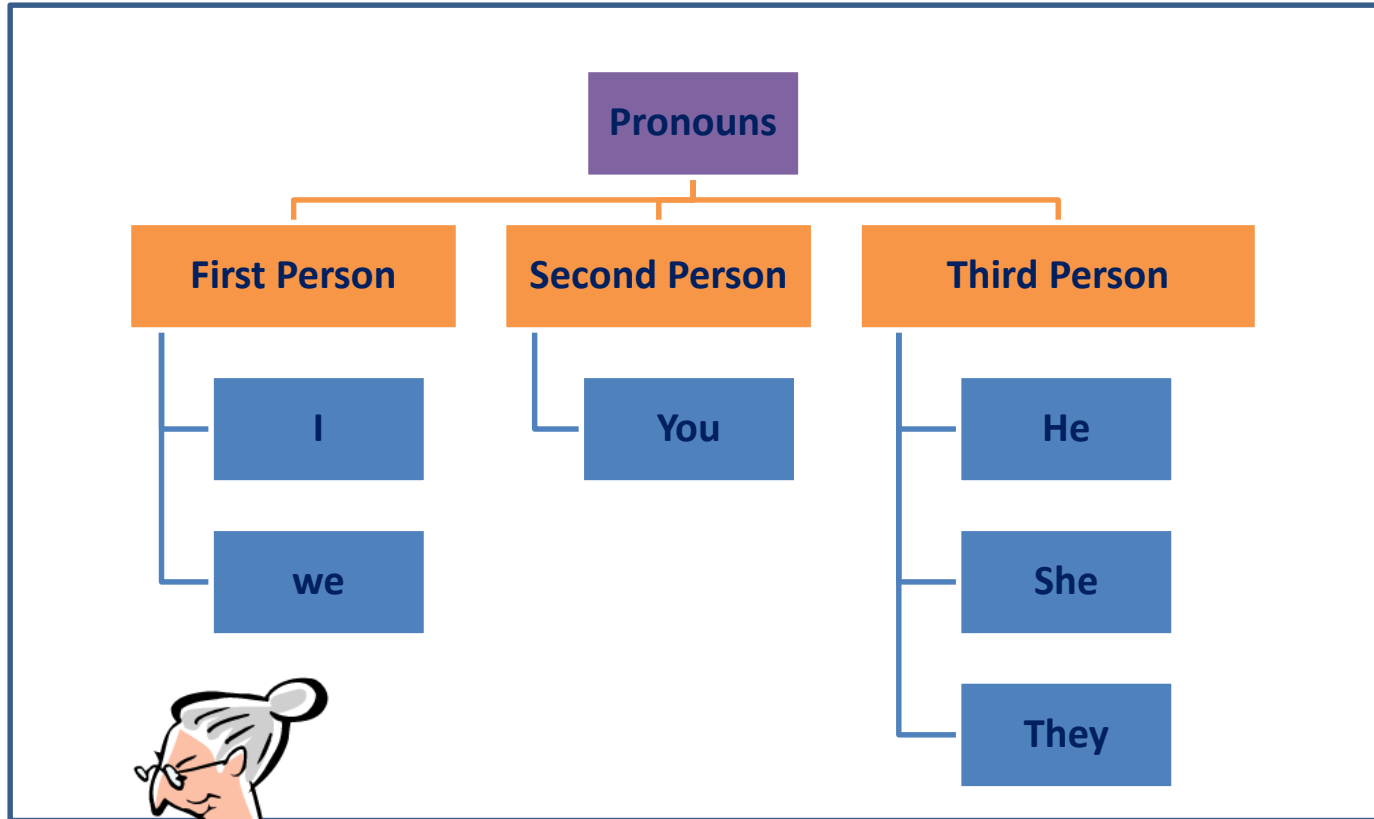 Pronouns
First Person
Second Person
Third Person
I
You
He
we
She
They